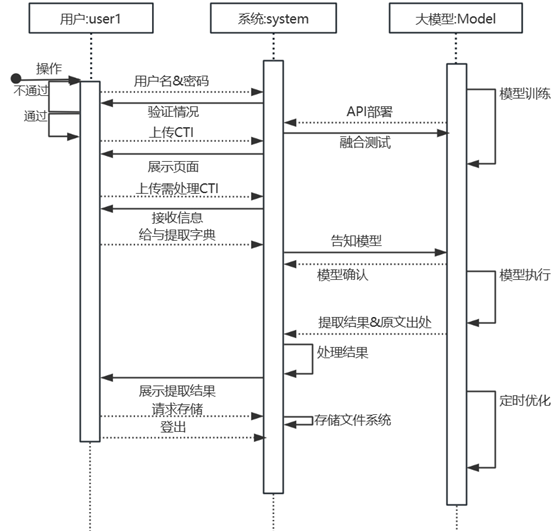 用户:user1
系统:system
大模型:Model
操作
不通过
用户名&密码
模型训练
通过
验证情况
API部署
上传CTI
融合测试
展示页面
上传需处理CTI
接收信息
给与提取字典
告知模型
模型确认
模型执行
提取结果&原文出处
处理结果
展示提取结果
请求存储
定时优化
存储文件系统
登出